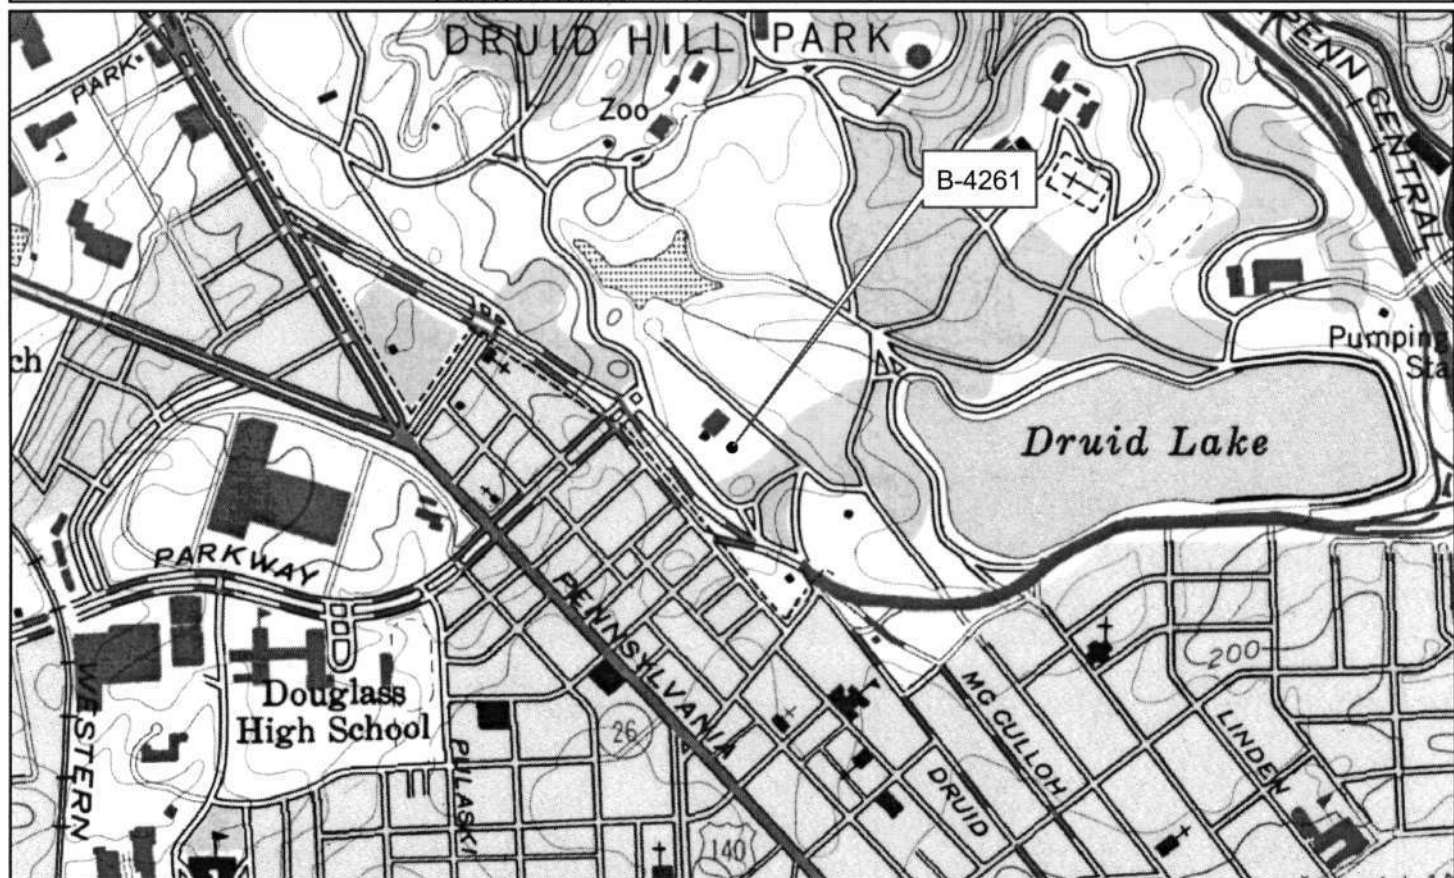 DRUID HILL PARK
PARK
Zoo
PENN CENTRAL
B-4261
ch
Pumping
Sta
Druid Lake
PARKWAY
PENNSYLVANIA
WESTERN
Douglass
High School
PULASKI
26
140
DRUID
MC CULLOH
LINDEN
200